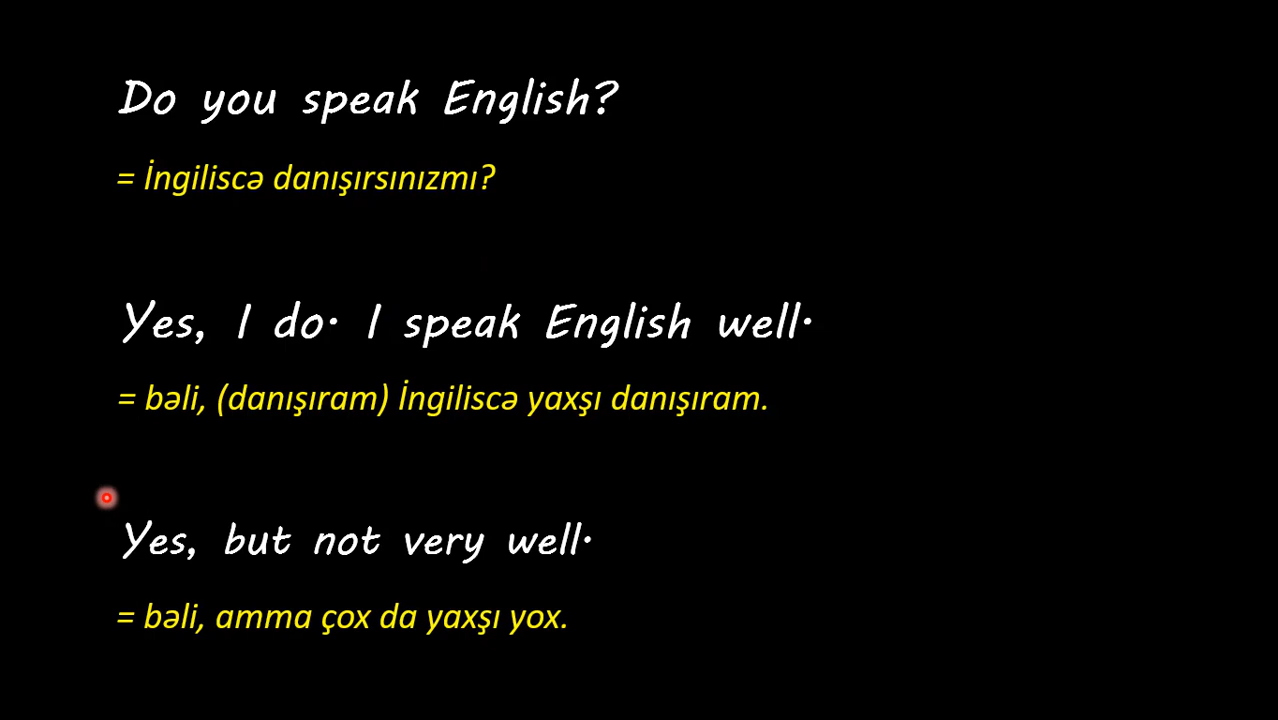 Do you speak English?
= İngiliscə danışırsınızmı?
Yes, I do. I speak English well.
= bəli, (danışıram) İngiliscə yaxşı danışıram.
Yes, but not very well.
= bəli, amma çox da yaxşı yox.